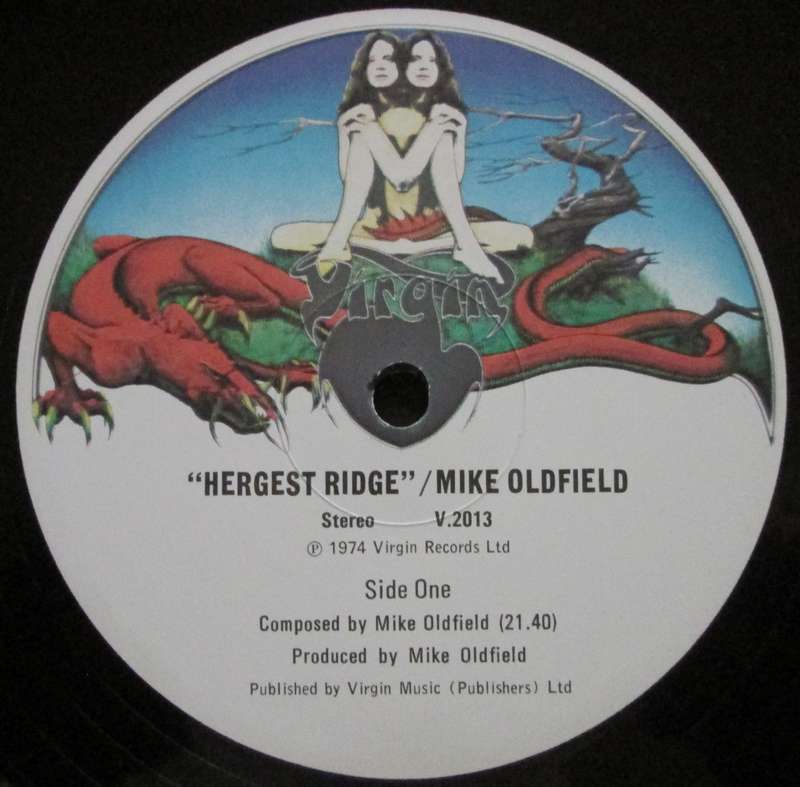 Virgin
“HERGEST RIDGE”/MIKE OLDFIELD
Stereo V.2013
℗ 1974 Virgin Records Ltd
Side One
Composed by Mike Oldfield (21.40)
Produced by Mike Oldfield
Published by Virgin Music (Publishers) Ltd